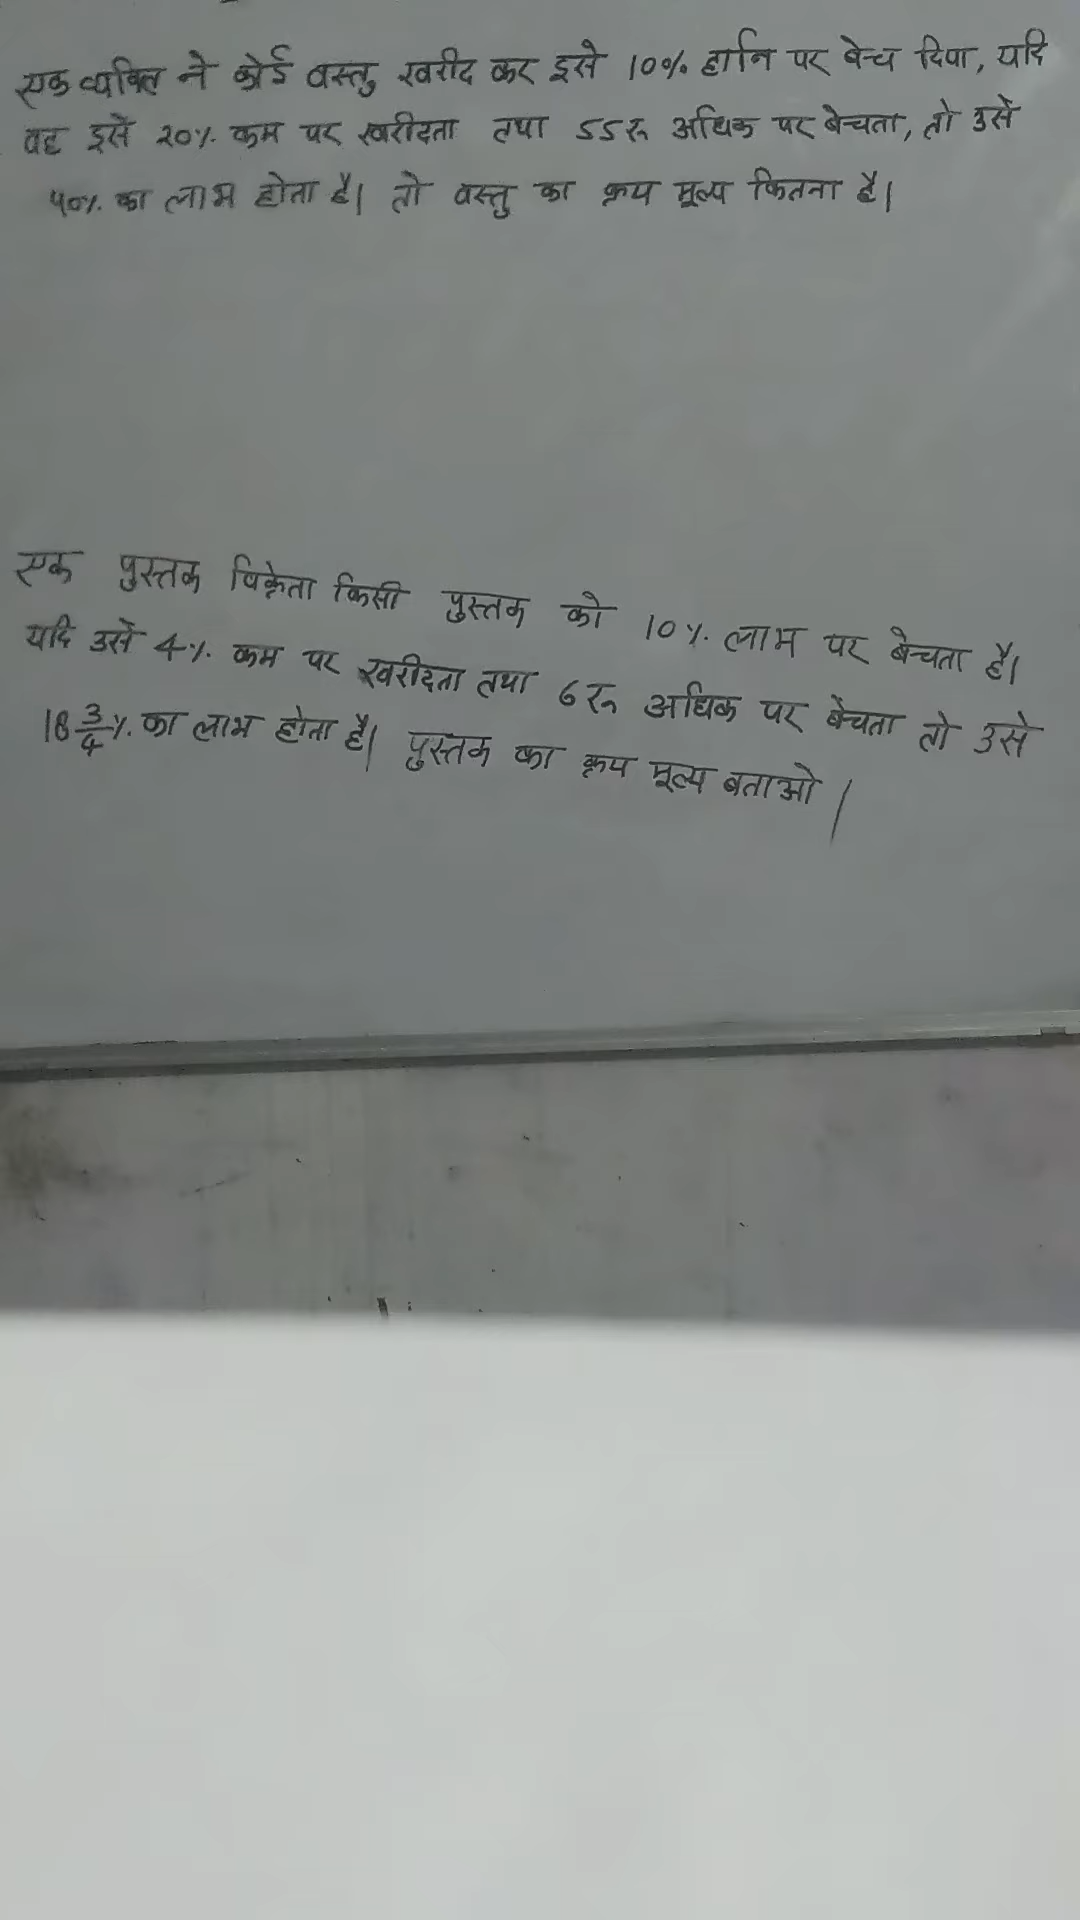 एक व्यक्ति ने कोई वस्तु खरीद कर इसे 10% हानि पर बेच दिया, यदि
वह इसे 20% कम पर खरीदता तथा 55रु अधिक पर बेचता, तो उसे
40% का लाभ होता है। तो वस्तु का क्रय मूल्य कितना है।
एक पुस्तक विक्रेता किसी पुस्तक को 10% लाभ पर बेचता है।
यदि उसे 4% कम पर खरीदता तथा 6रु अधिक पर बेचता तो उसे
18 3/4% का लाभ होता है। पुस्तक का क्रय मूल्य बताओ।